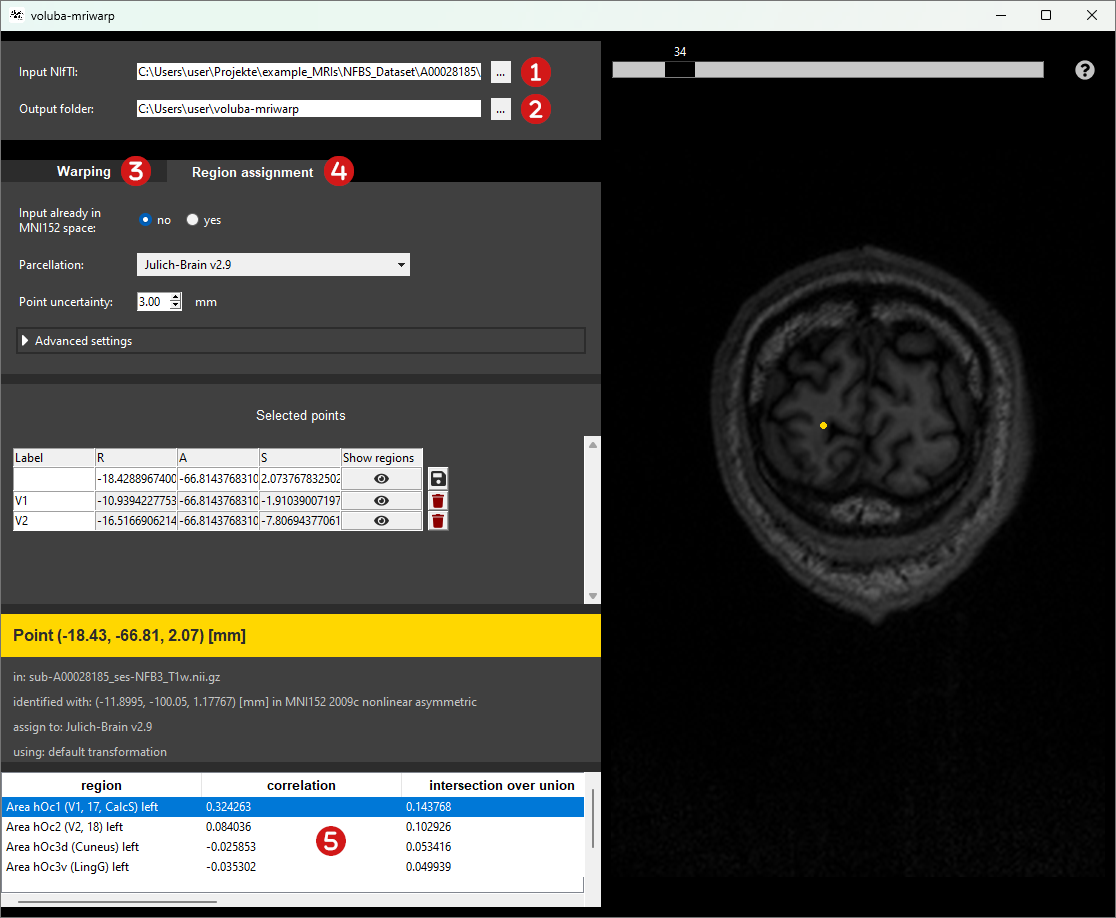 voluba-mriwarp
Input NIfTI: C:\Users\user\Projekte\example_MRIs\NFBS_Dataset\A00028185\ ... 1
Output folder: C:\Users\user\voluba-mriwarp ... 2
34
?
Warping 3 Region assignment 4
Input already in
MNI152 space: no yes
Parcellation: Julich-Brain v2.9
Point uncertainty: 3.00 mm
Advanced settings
Selected points
Label R A S Show regions
-18.4288967400 -66.8143768310 2.073767832502
V1 -10.9394227753 -66.8143768310 -1.91039007197
V2 -16.5166906214 -66.8143768310 -7.80694377061
Point (-18.43, -66.81, 2.07) [mm]
in: sub-A00028185_ses-NFB3_T1w.nii.gz
identified with: (-11.8995, -100.05, 1.17767) [mm] in MNI152 2009c nonlinear asymmetric
assign to: Julich-Brain v2.9
using: default transformation
region correlation intersection over union
Area hOc1 (V1, 17, CalcS) left 0.324263 0.143768
Area hOc2 (V2, 18) left 0.084036 0.102926
Area hOc3d (Cuneus) left -0.025853 0.053416
Area hOc3v (LingG) left -0.035302 0.049939
5